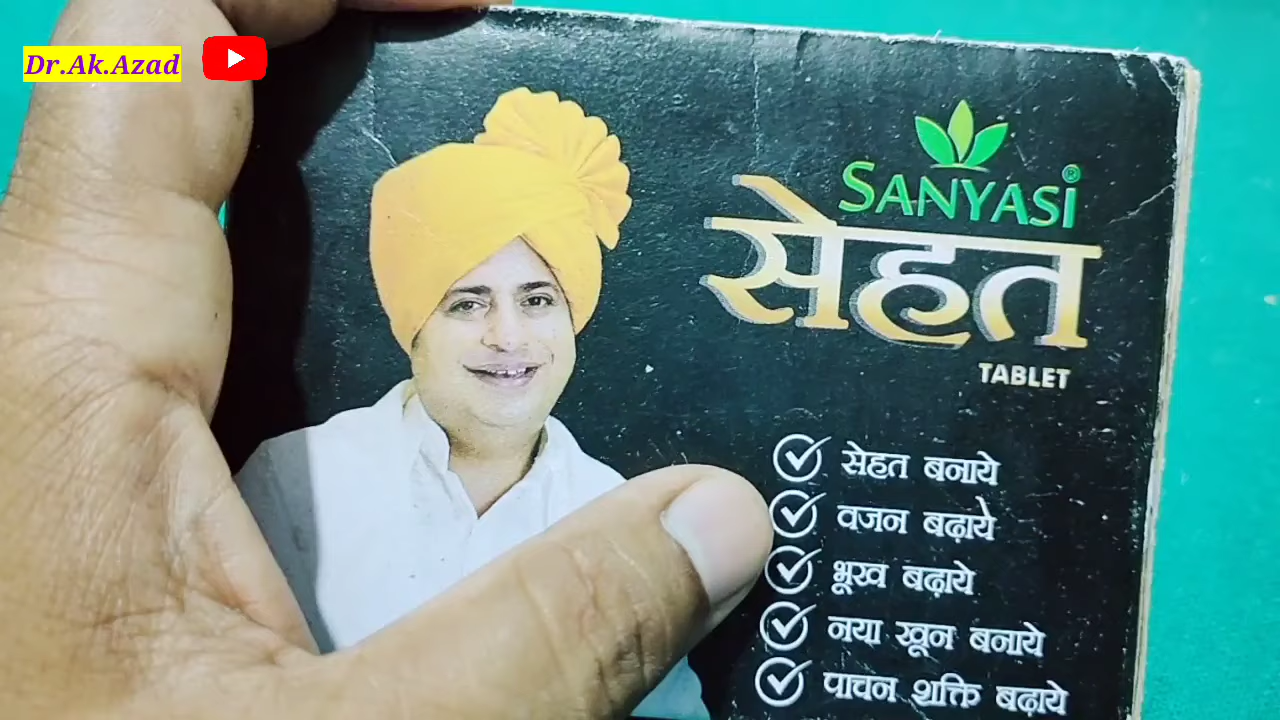 Dr.Ak.Azad
SANYASI®
सेहत
TABLET
सेहत बनाये
वजन बढ़ाये
भूख बढ़ाये
नया खून बनाये
पाचन शक्ति बढ़ाये